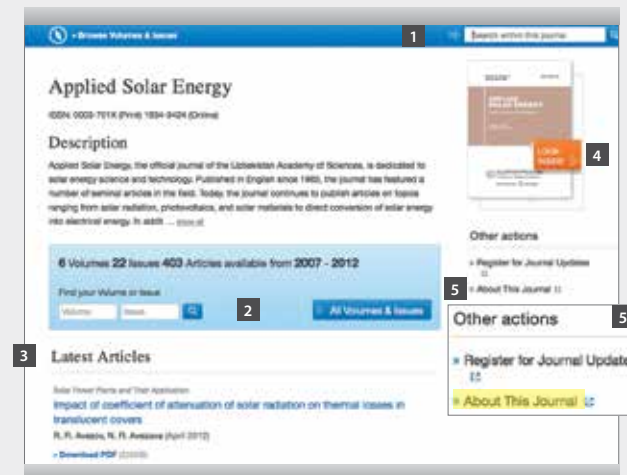 » Browse Volumes & Issues
1
Search within this journal
Applied Solar Energy
ISSN: 0003-701X (Print) 1934-9424 (Online)
Description
Applied Solar Energy, the official journal of the Uzbekistan Academy of Sciences, is dedicated to
solar energy science and technology. Published in English since 1965, the journal has featured a
number of seminal articles in the field. Today, the journal continues to publish articles on topics
ranging from solar radiation, photovoltaics, and solar materials to direct conversion of solar energy
into electrical energy. In addit ... show all
APPLIED
SOLAR ENERGY
LOOK
INSIDE
4
6 Volumes 22 Issues 403 Articles available from 2007 - 2012
Find your Volume or Issue
Volume
Issue
2
» All Volumes & Issues
Other actions
» Register for Journal Updates
5
» About This Journal
Other actions
5
» Register for Journal Update
» About This Journal
3
Latest Articles
Solar Power Plants and Their Application
Impact of coefficient of attenuation of solar radiation on thermal losses in
translucent covers
R. R. Avezov, N. R. Avezova (April 2012)
» Download PDF